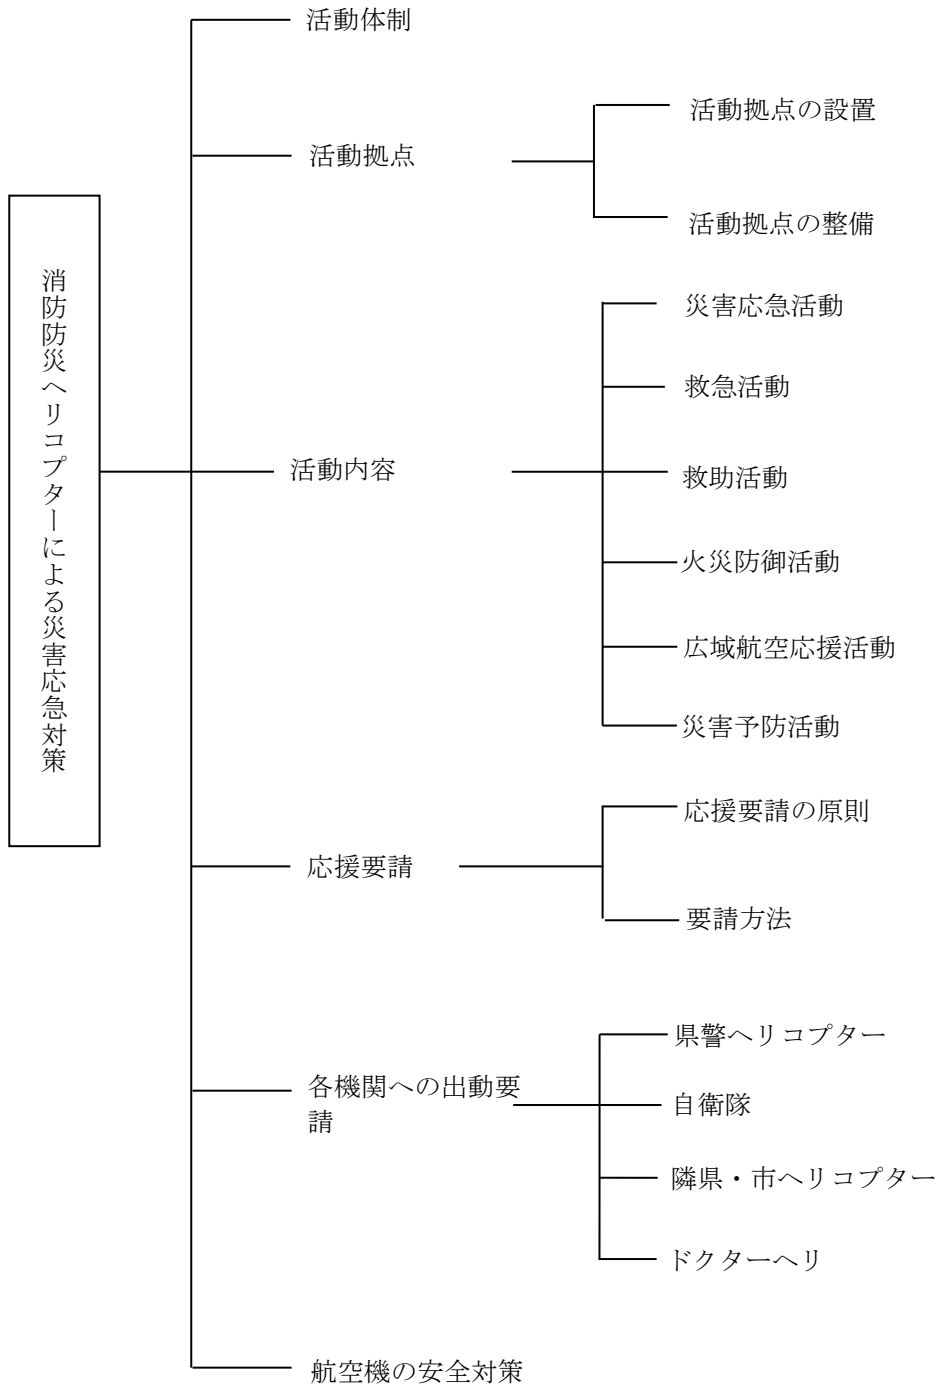 消防防災ヘリコプターによる災害応急対策
活動体制
活動拠点
活動拠点の設置
活動拠点の整備
活動内容
災害応急活動
救急活動
救助活動
火災防御活動
広域航空応援活動
災害予防活動
応援要請
応援要請の原則
要請方法
各機関への出動要
請
県警ヘリコプター
自衛隊
隣県・市ヘリコプター
ドクターヘリ
航空機の安全対策